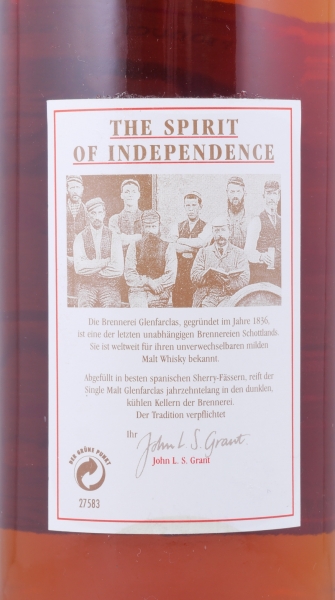 THE SPIRIT
OF INDEPENDENCE
Die Brennerei Glenfarclas, gegründet im Jahre 1836,
ist eine der letzten unabhängigen Brennereien Schottlands.
Sie ist weltweit für ihren unverwechselbaren milden
Malt Whisky bekannt.
Abgefüllt in besten spanischen Sherry-Fässern, reift der
Single Malt Glenfarclas jahrzehntelang in den dunklen,
kühlen Kellern der Brennerei.
Der Tradition verpflichtet
Ihr
John L. S. Grant
John L. S. Grant
DER GRÜNE PUNKT
27583